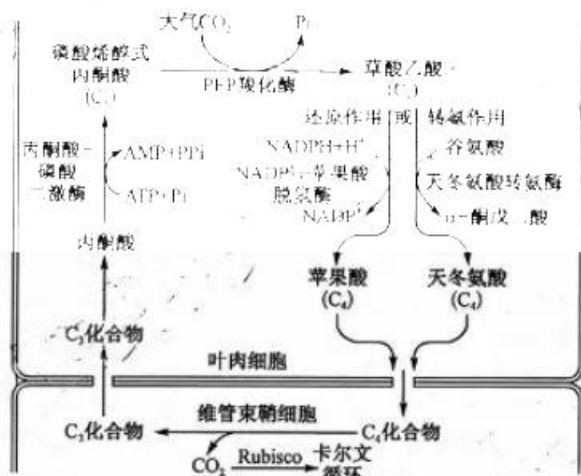 大气CO₂
Pi
磷酸烯醇式
丙酮酸
PEP羧化酶
草酸乙酸
还原作用 或 转氨作用
丙酮酸
磷酸
二激酶
AMP+PPi
ATP+Pi
NADPH+H⁺
NADP⁺-苹果酸
脱氢酶
NADP⁺
谷氨酸
天冬氨酸转氨酶
α-酮戊二酸
丙酮酸
苹果酸
(C₄)
天冬氨酸
(C₄)
C₃化合物
叶肉细胞
维管束鞘细胞
C₃化合物
C₄化合物
CO₂
Rubisco
卡尔文
循环